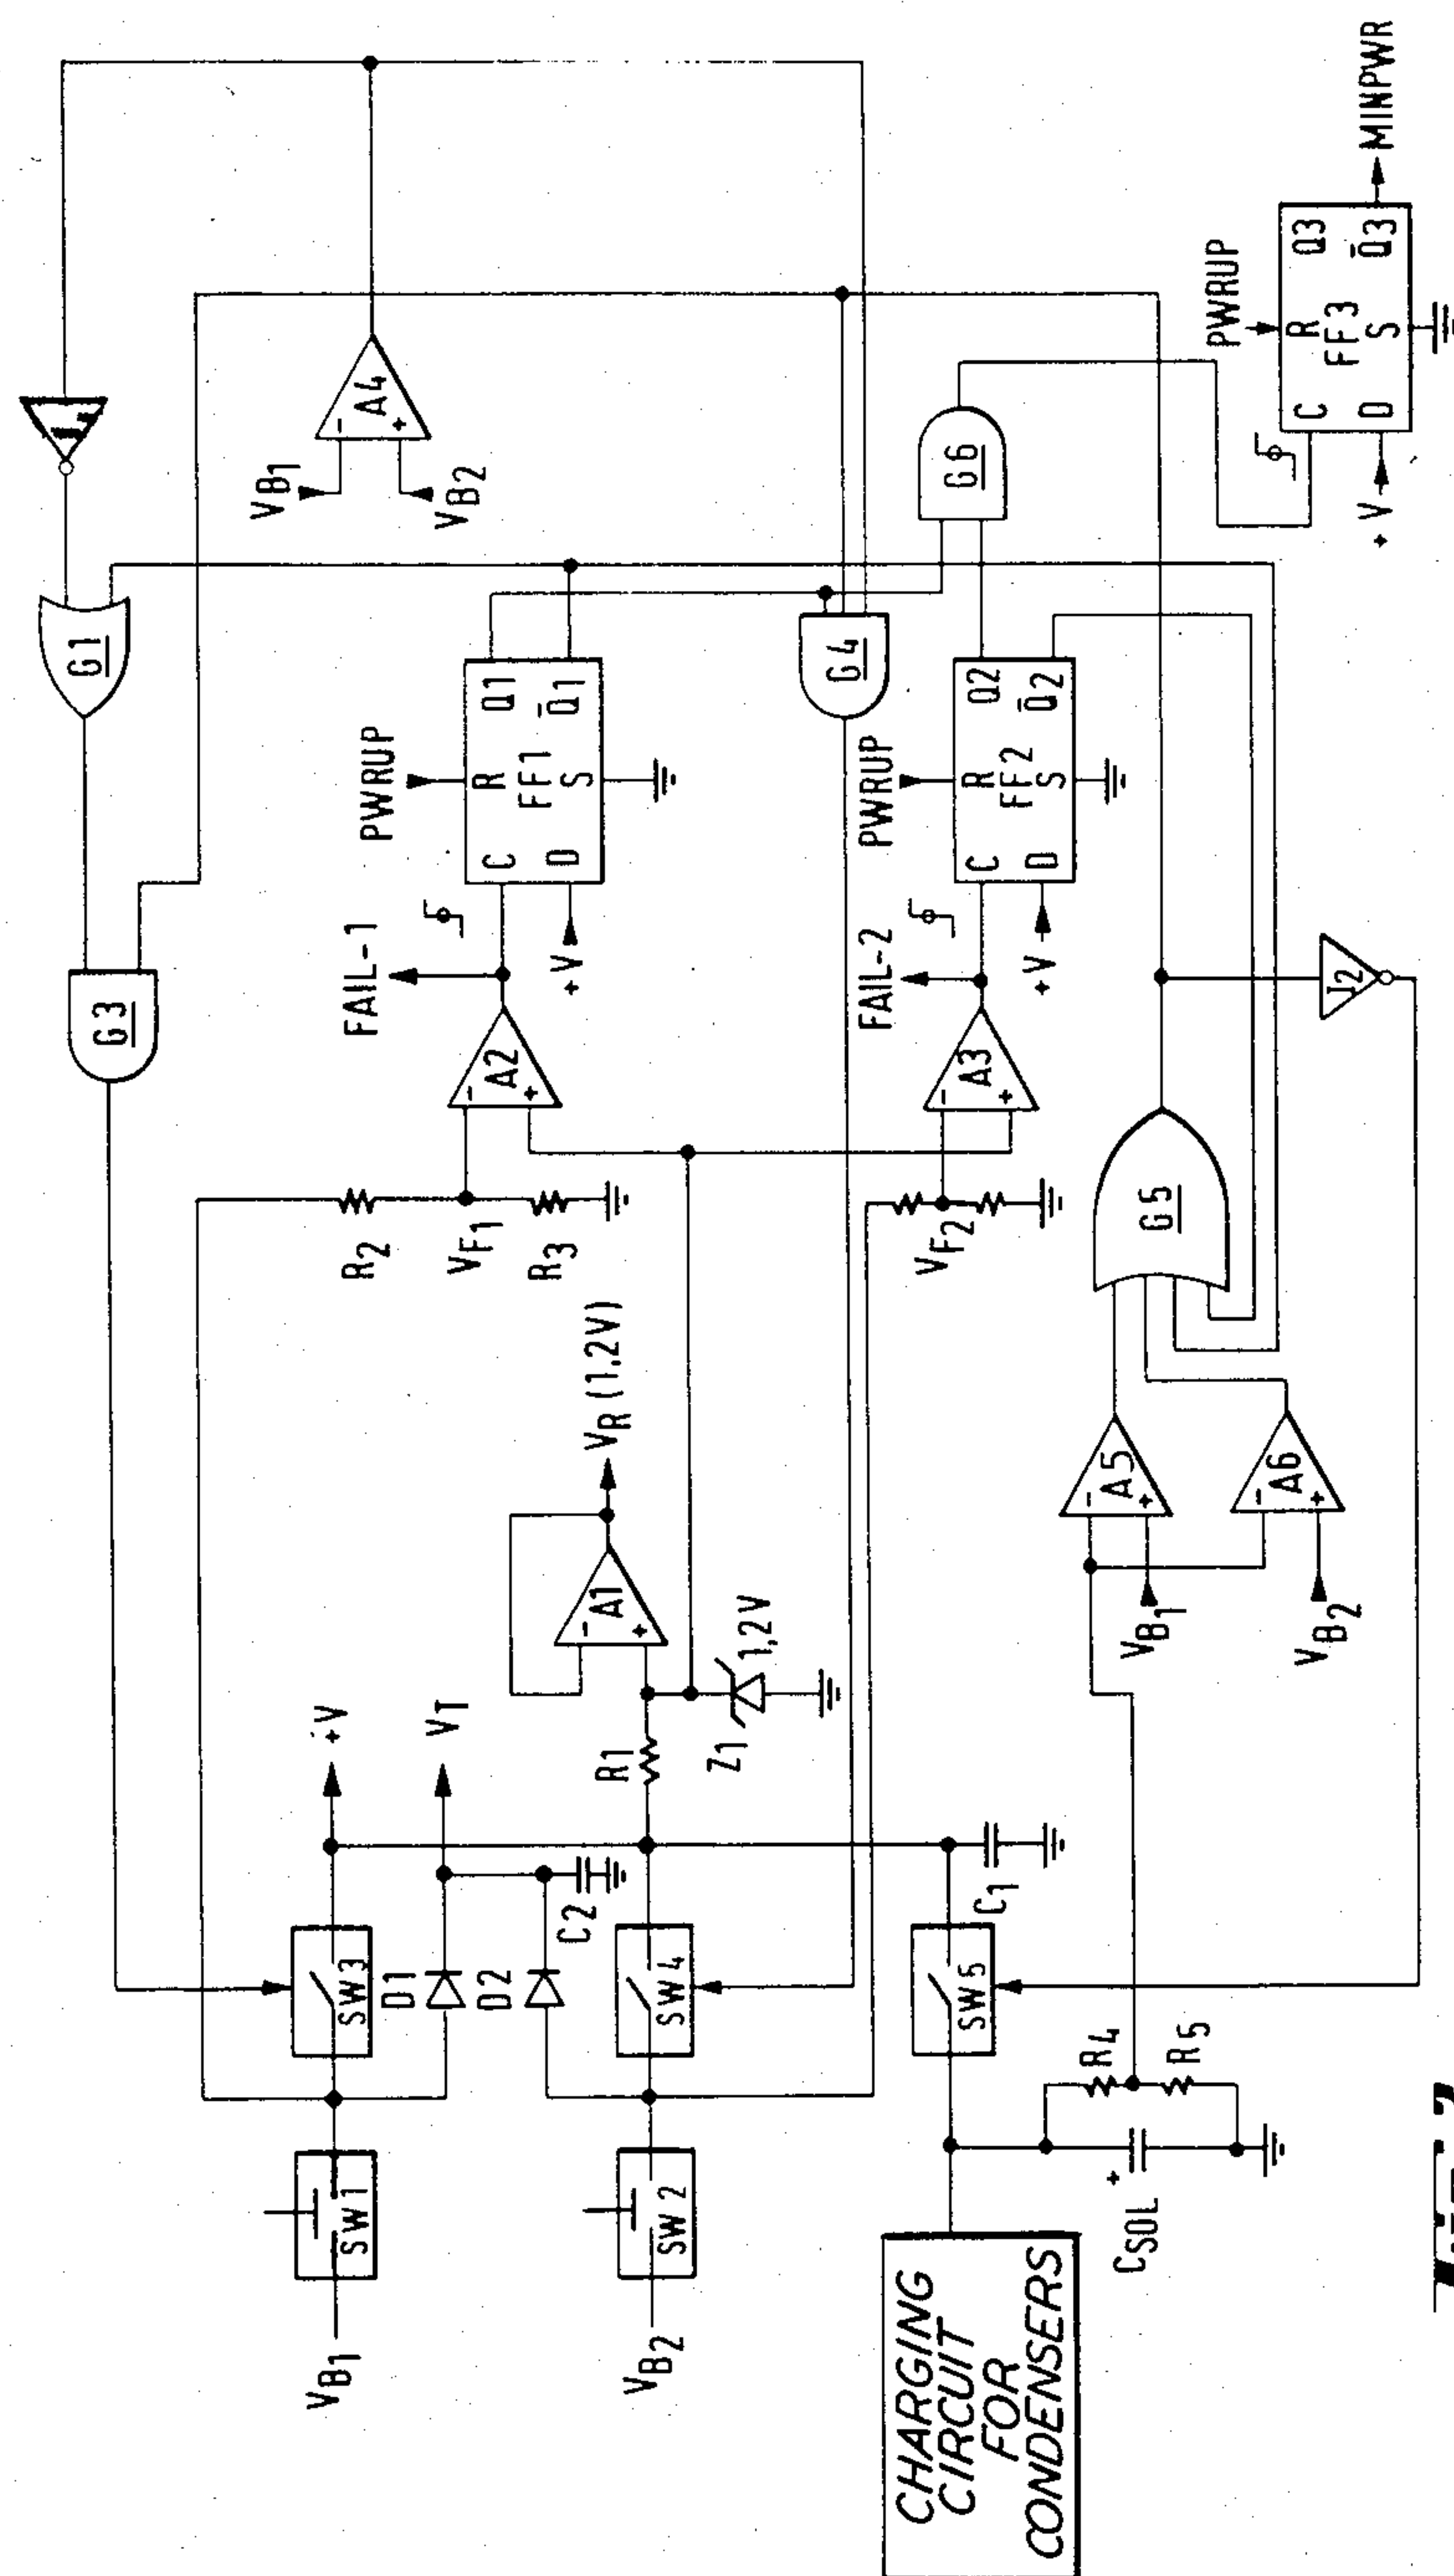 VB1
SW1
SW3
+V
D1
VT
D2
C2
VB2
SW2
SW4
R1
A1
-
+
VR (1,2V)
Z1
1,2V
CHARGING
CIRCUIT
FOR
CONDENSERS
SW5
C1
CSOL
+
R4
R5
R2
VF1
R3
A2
-
+
FAIL-1
+V
PWRUP
C
R
Q1
FF1
D
S
Q̄1
G3
G1
VB1
VB2
-
+
A4
VF2
A3
-
+
FAIL-2
+V
PWRUP
C
R
Q2
FF2
D
S
Q̄2
G4
G6
VB1
VB2
A5
-
+
A6
-
+
G5
I2
+V
PWRUP
C
R
Q3
FF3
D
S
Q̄3
MINPWR